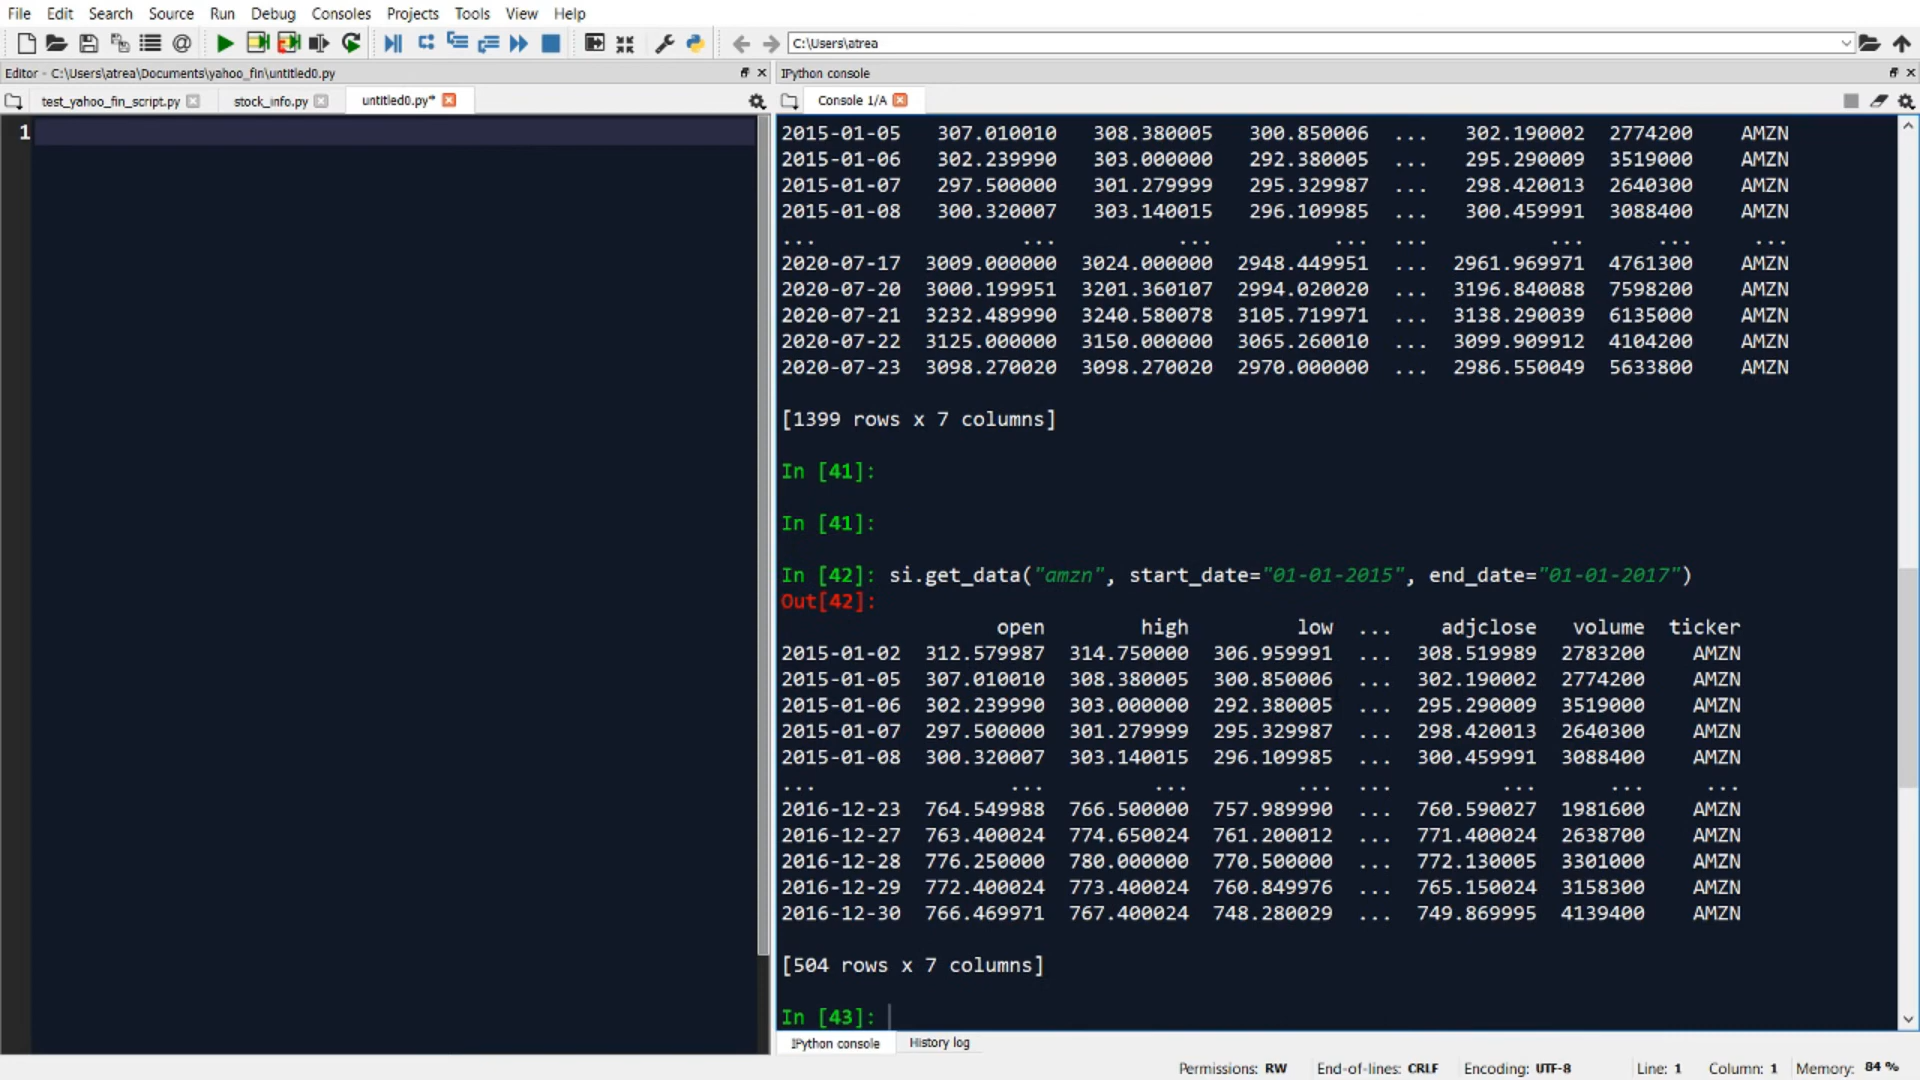 File Edit Search Source Run Debug Consoles Projects Tools View Help
C:\Users\atrea
Editor - C:\Users\atrea\Documents\yahoo_fin\untitled0.py
IPython console
test_yahoo_fin_script.py stock_info.py untitled0.py*
Console 1/A
1
2015-01-05 307.010010 308.380005 300.850006 ... 302.190002 2774200 AMZN
2015-01-06 302.239990 303.000000 292.380005 ... 295.290009 3519000 AMZN
2015-01-07 297.500000 301.279999 295.329987 ... 298.420013 2640300 AMZN
2015-01-08 300.320007 303.140015 296.109985 ... 300.459991 3088400 AMZN
... ... ... ... ... ... ... ...
2020-07-17 3009.000000 3024.000000 2948.449951 ... 2961.969971 4761300 AMZN
2020-07-20 3000.199951 3201.360107 2994.020020 ... 3196.840088 7598200 AMZN
2020-07-21 3232.489990 3240.580078 3105.719971 ... 3138.290039 6135000 AMZN
2020-07-22 3125.000000 3150.000000 3065.260010 ... 3099.909912 4104200 AMZN
2020-07-23 3098.270020 3098.270020 2970.000000 ... 2986.550049 5633800 AMZN
[1399 rows x 7 columns]
In [41]:
In [41]:
In [42]: si.get_data("amzn", start_date="01-01-2015", end_date="01-01-2017")
Out[42]:
open high low ... adjclose volume ticker
2015-01-02 312.579987 314.750000 306.959991 ... 308.519989 2783200 AMZN
2015-01-05 307.010010 308.380005 300.850006 ... 302.190002 2774200 AMZN
2015-01-06 302.239990 303.000000 292.380005 ... 295.290009 3519000 AMZN
2015-01-07 297.500000 301.279999 295.329987 ... 298.420013 2640300 AMZN
2015-01-08 300.320007 303.140015 296.109985 ... 300.459991 3088400 AMZN
... ... ... ... ... ... ... ...
2016-12-23 764.549988 766.500000 757.989990 ... 760.590027 1981600 AMZN
2016-12-27 763.400024 774.650024 761.200012 ... 771.400024 2638700 AMZN
2016-12-28 776.250000 780.000000 770.500000 ... 772.130005 3301000 AMZN
2016-12-29 772.400024 773.400024 760.849976 ... 765.150024 3158300 AMZN
2016-12-30 766.469971 767.400024 748.280029 ... 749.869995 4139400 AMZN
[504 rows x 7 columns]
In [43]:
IPython console History log
Permissions: RW End-of-lines: CRLF Encoding: UTF-8 Line: 1 Column: 1 Memory: 84 %